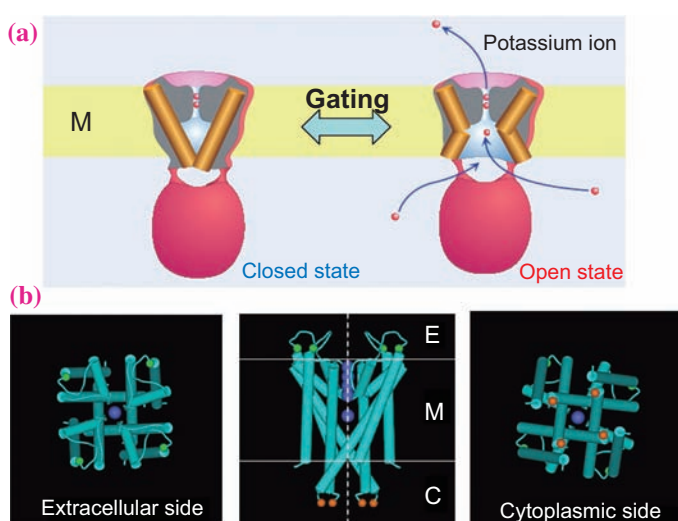 (a)
Potassium ion
Gating
M
Closed state
Open state
(b)
E
M
C
Extracellular side
Cytoplasmic side